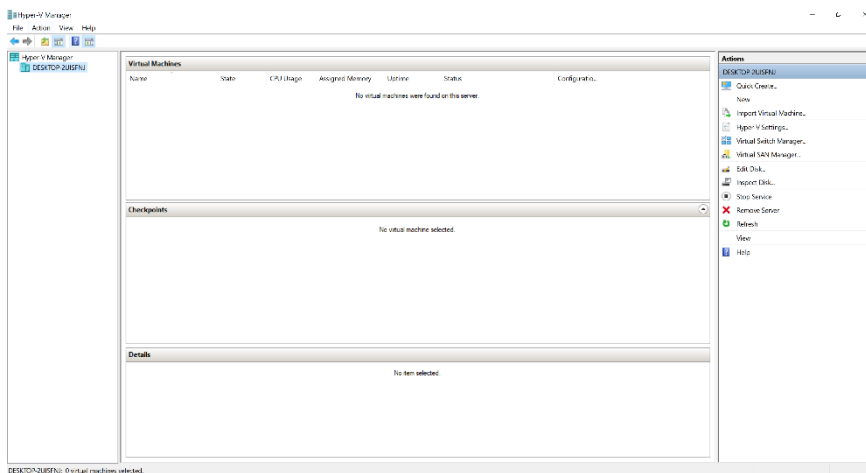 Hyper-V Manager
File Action View Help
Hyper-V Manager
DESKTOP-2UISFNJ
Virtual Machines
Name State CPU Usage Assigned Memory Uptime Status Configuratio..
No virtual machines were found on this server.
Checkpoints
No virtual machine selected.
Details
No item selected.
Actions
DESKTOP-2UISFNJ
Quick Create..
New
Import Virtual Machine..
Hyper-V Settings..
Virtual Switch Manager..
Virtual SAN Manager..
Edit Disk..
Inspect Disk..
Stop Service
Remove Server
Refresh
View
Help
DESKTOP-2UISFNJ: 0 virtual machines selected.